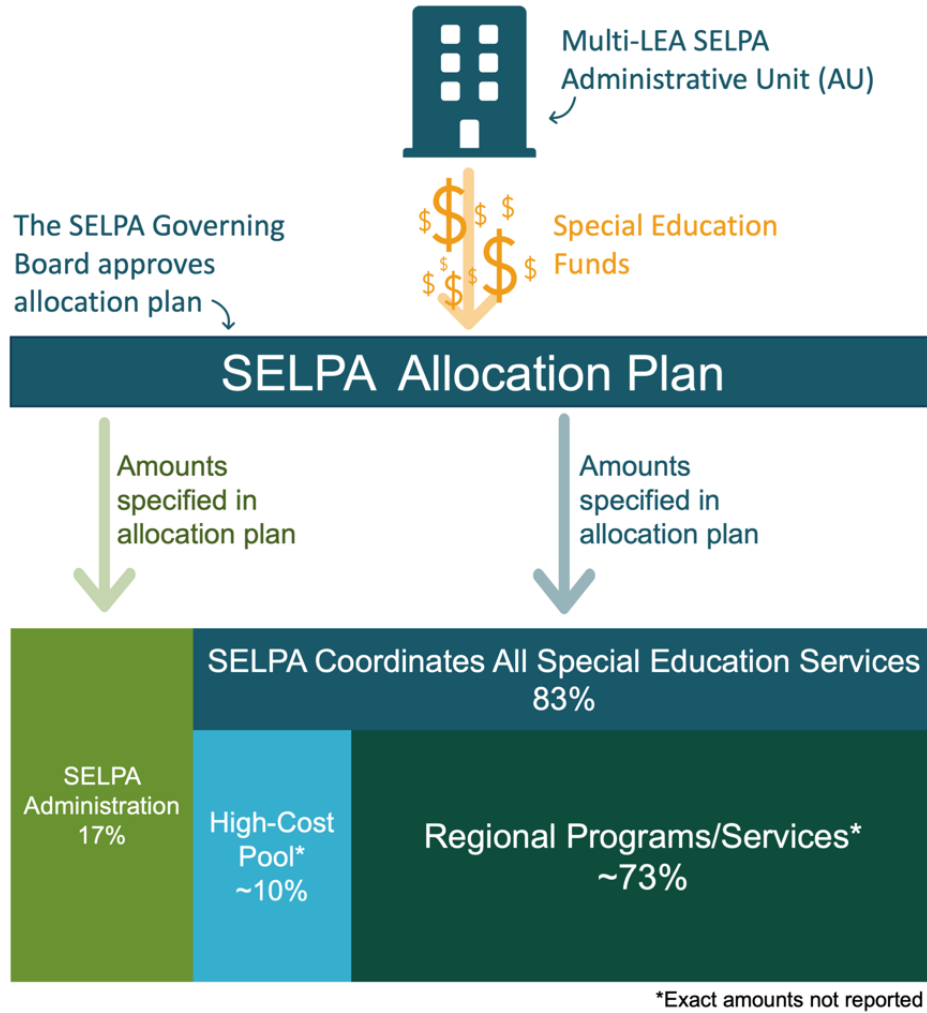 Multi-LEA SELPA
Administrative Unit (AU)
The SELPA Governing
Board approves
allocation plan
$ $ $ $ $ $ $ $ $
Special Education
Funds
SELPA Allocation Plan
Amounts
specified in
allocation plan
Amounts
specified in
allocation plan
SELPA Coordinates All Special Education Services
83%
SELPA
Administration
17%
High-Cost
Pool*
~10%
Regional Programs/Services*
~73%
*Exact amounts not reported